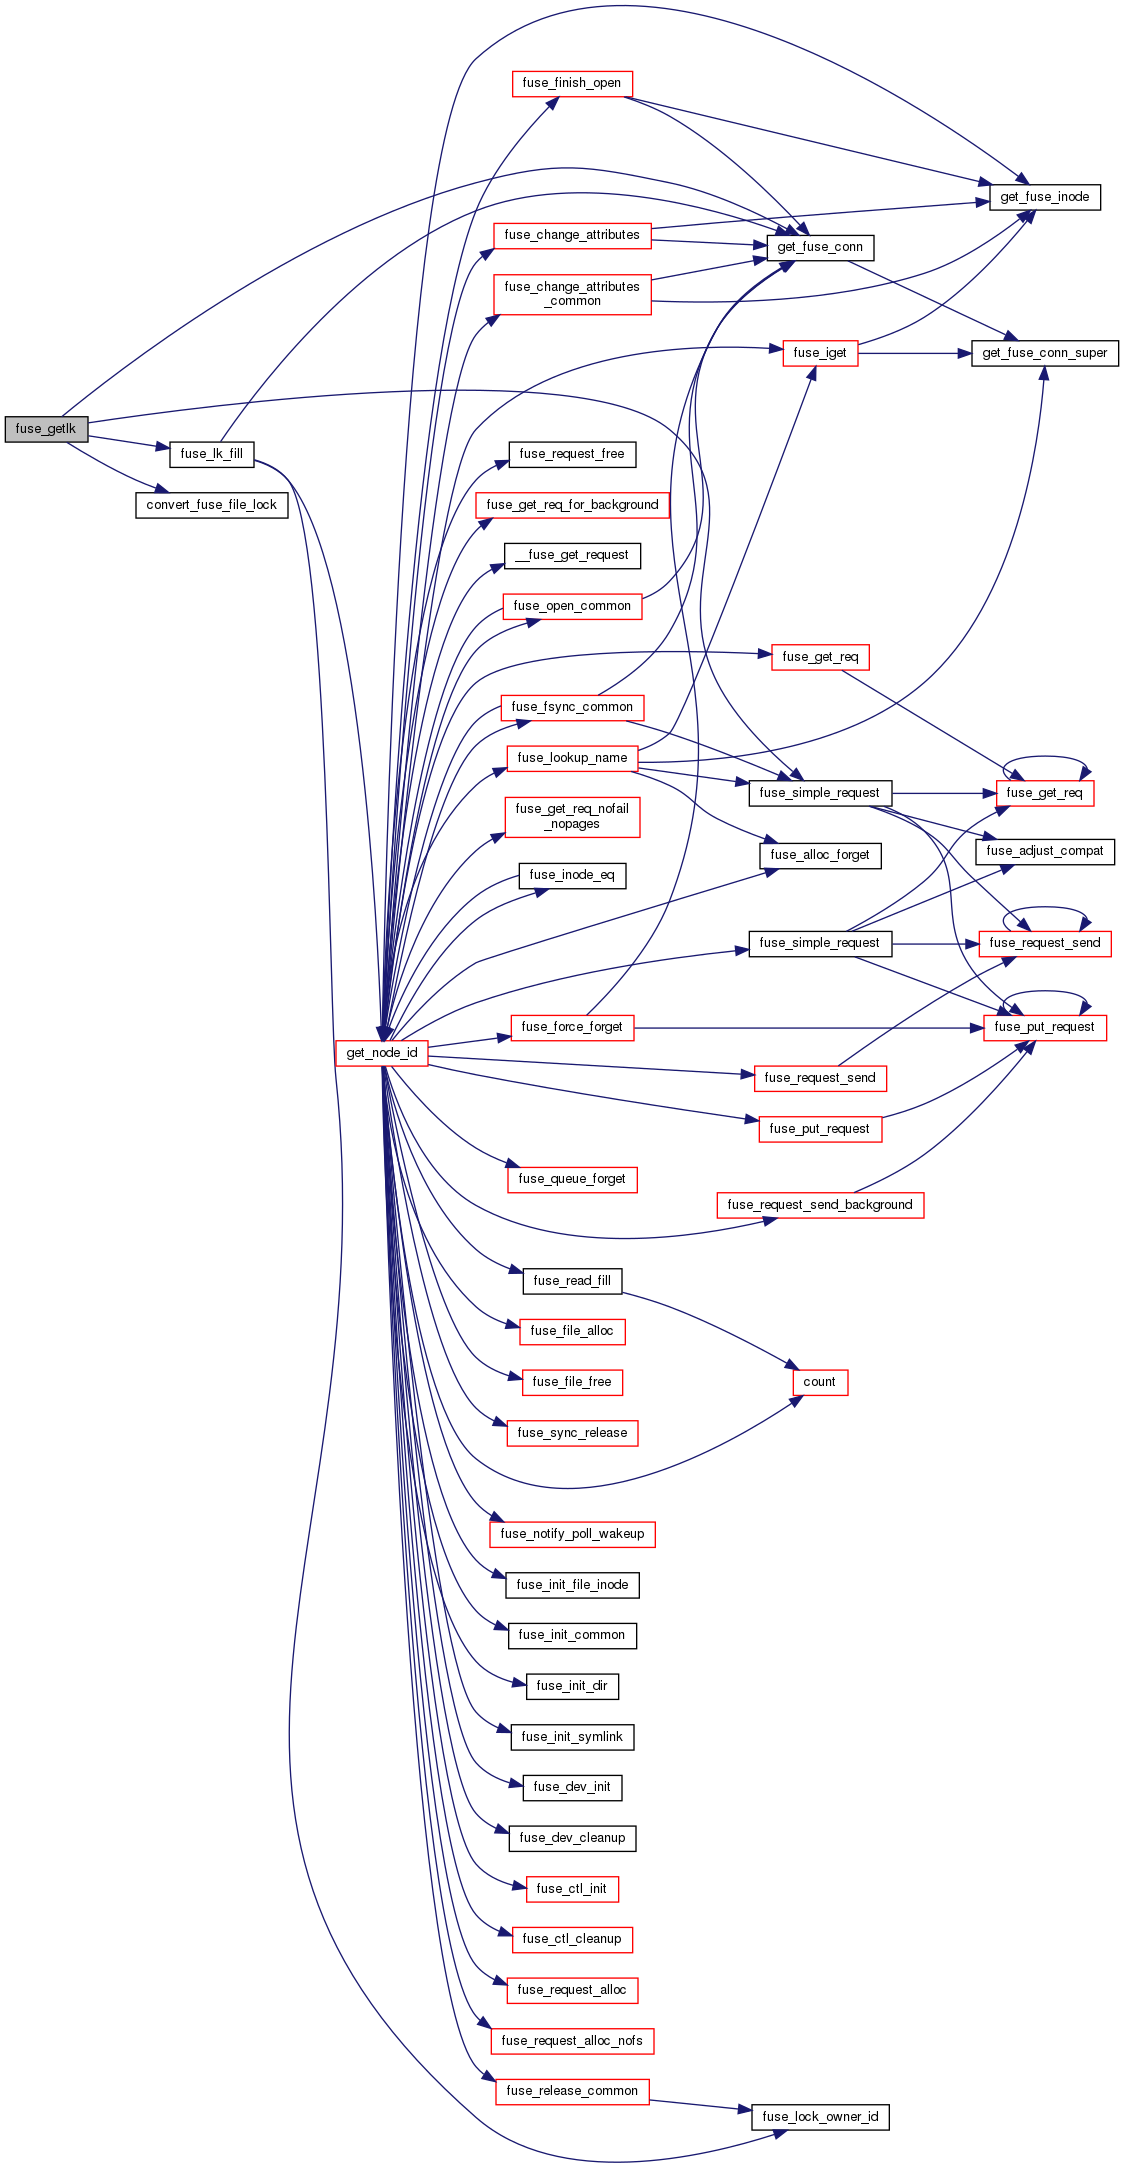 fuse_finish_open
get_fuse_inode
fuse_change_attributes
get_fuse_conn
fuse_change_attributes
_common
fuse_iget
get_fuse_conn_super
fuse_getlk
fuse_lk_fill
fuse_request_free
convert_fuse_file_lock
fuse_get_req_for_background
__fuse_get_request
fuse_open_common
fuse_get_req
fuse_fsync_common
fuse_lookup_name
fuse_simple_request
fuse_get_req
fuse_get_req_nofail
_nopages
fuse_alloc_forget
fuse_adjust_compat
fuse_inode_eq
fuse_simple_request
fuse_request_send
fuse_force_forget
fuse_put_request
get_node_id
fuse_request_send
fuse_put_request
fuse_queue_forget
fuse_request_send_background
fuse_read_fill
fuse_file_alloc
fuse_file_free
count
fuse_sync_release
fuse_notify_poll_wakeup
fuse_init_file_inode
fuse_init_common
fuse_init_dir
fuse_init_symlink
fuse_dev_init
fuse_dev_cleanup
fuse_ctl_init
fuse_ctl_cleanup
fuse_request_alloc
fuse_request_alloc_nofs
fuse_release_common
fuse_lock_owner_id